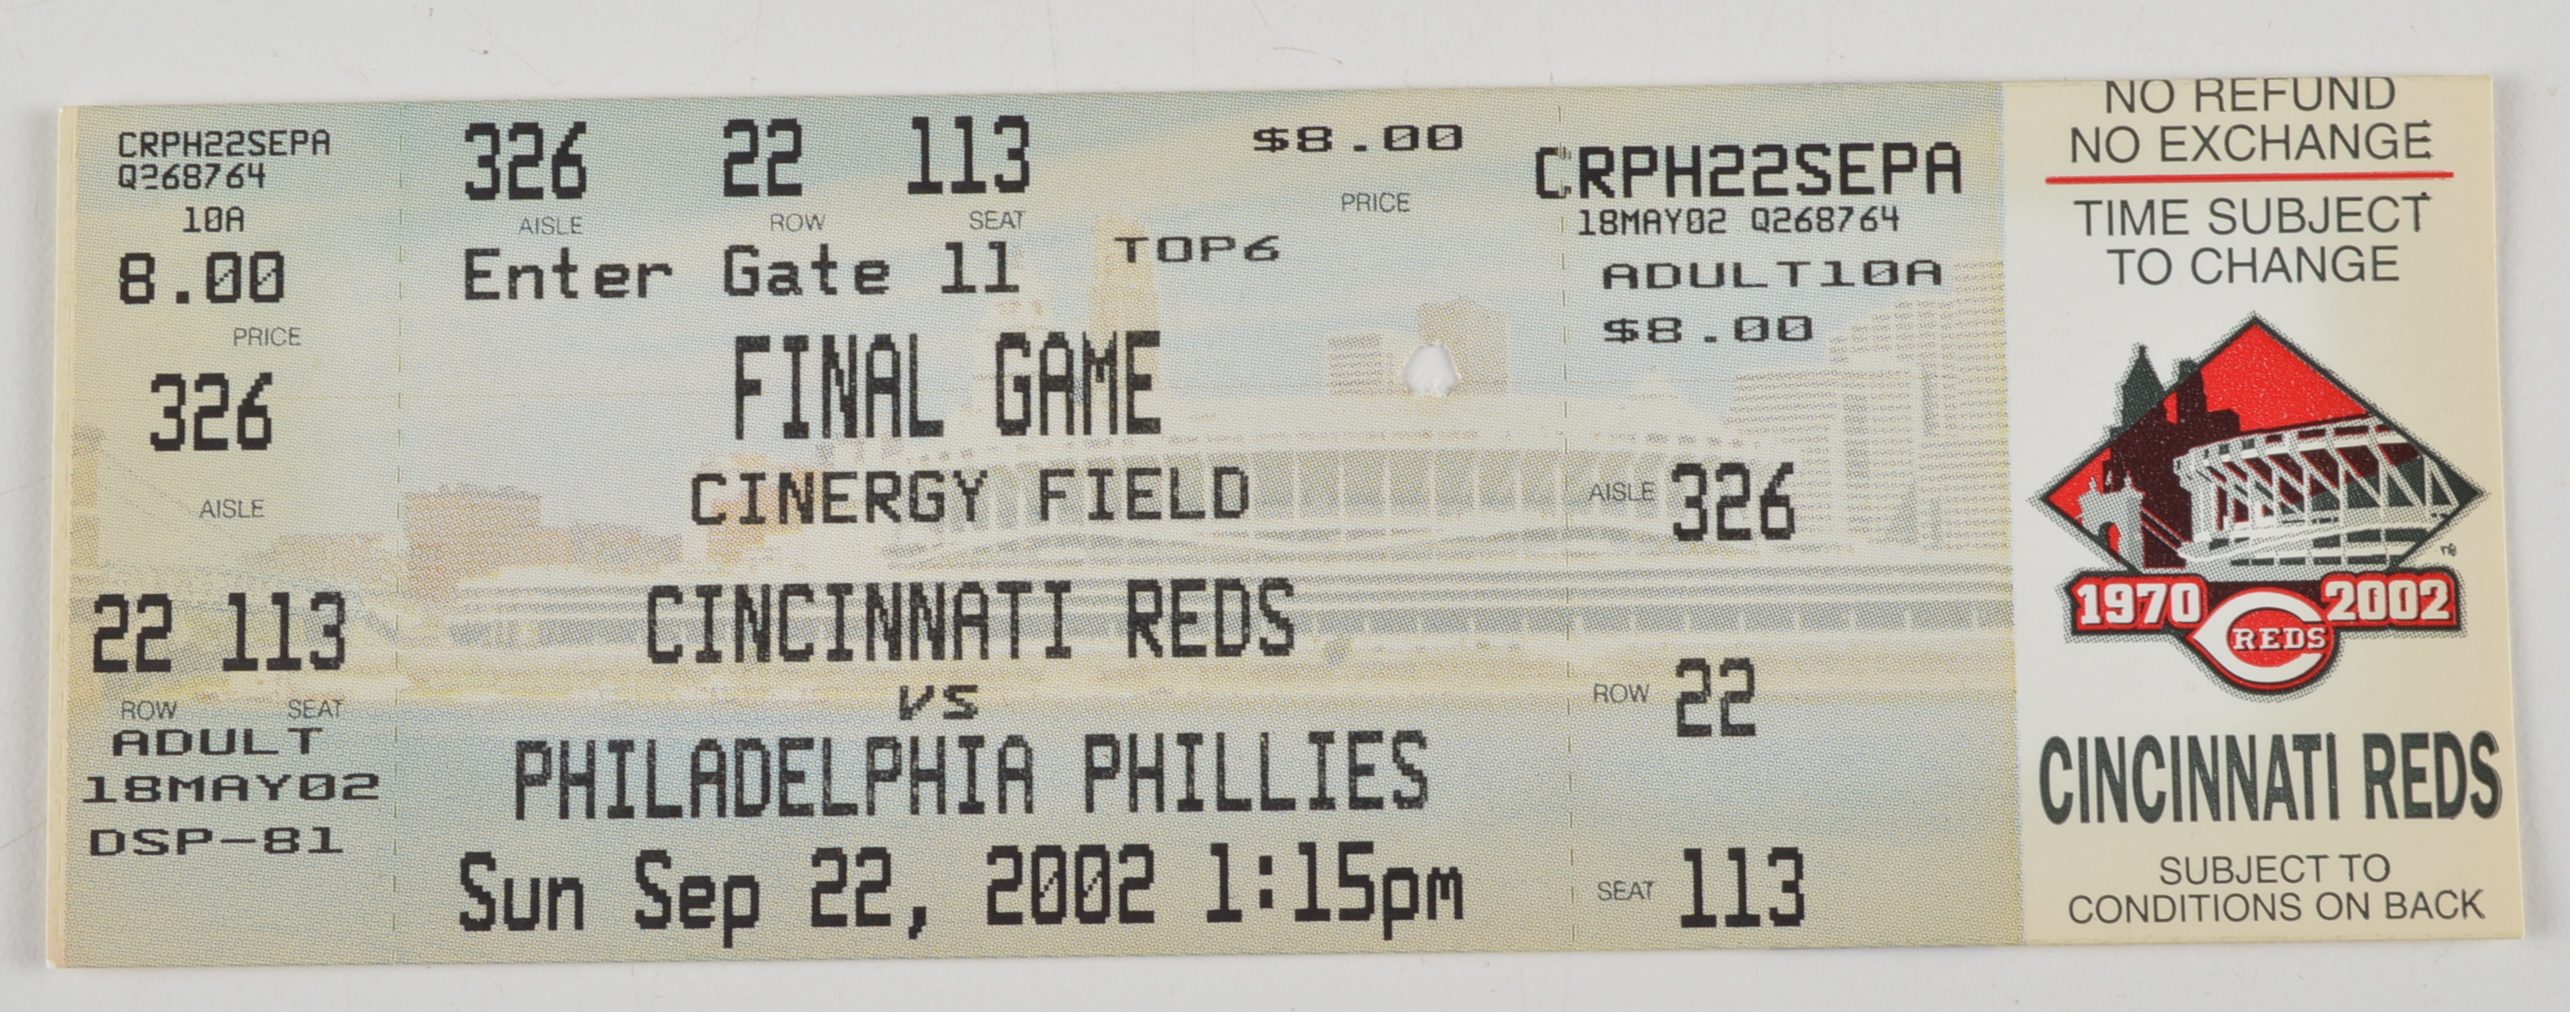 CRPH22SEPA
Q268764
10A
8.00
PRICE
326
AISLE
22 113
ROW SEAT
ADULT
18MAY02
DSP-81
326 22 113 $8.00
AISLE ROW SEAT PRICE
Enter Gate 11 TOP6
FINAL GAME
CINERGY FIELD
CINCINNATI REDS
vs
PHILADELPHIA PHILLIES
Sun Sep 22, 2002 1:15pm
CRPH22SEPA
18MAY02 Q268764
ADULT10A
$8.00
AISLE 326
ROW 22
SEAT 113
NO REFUND
NO EXCHANGE
TIME SUBJECT
TO CHANGE
1970 2002
REDS
CINCINNATI REDS
SUBJECT TO
CONDITIONS ON BACK